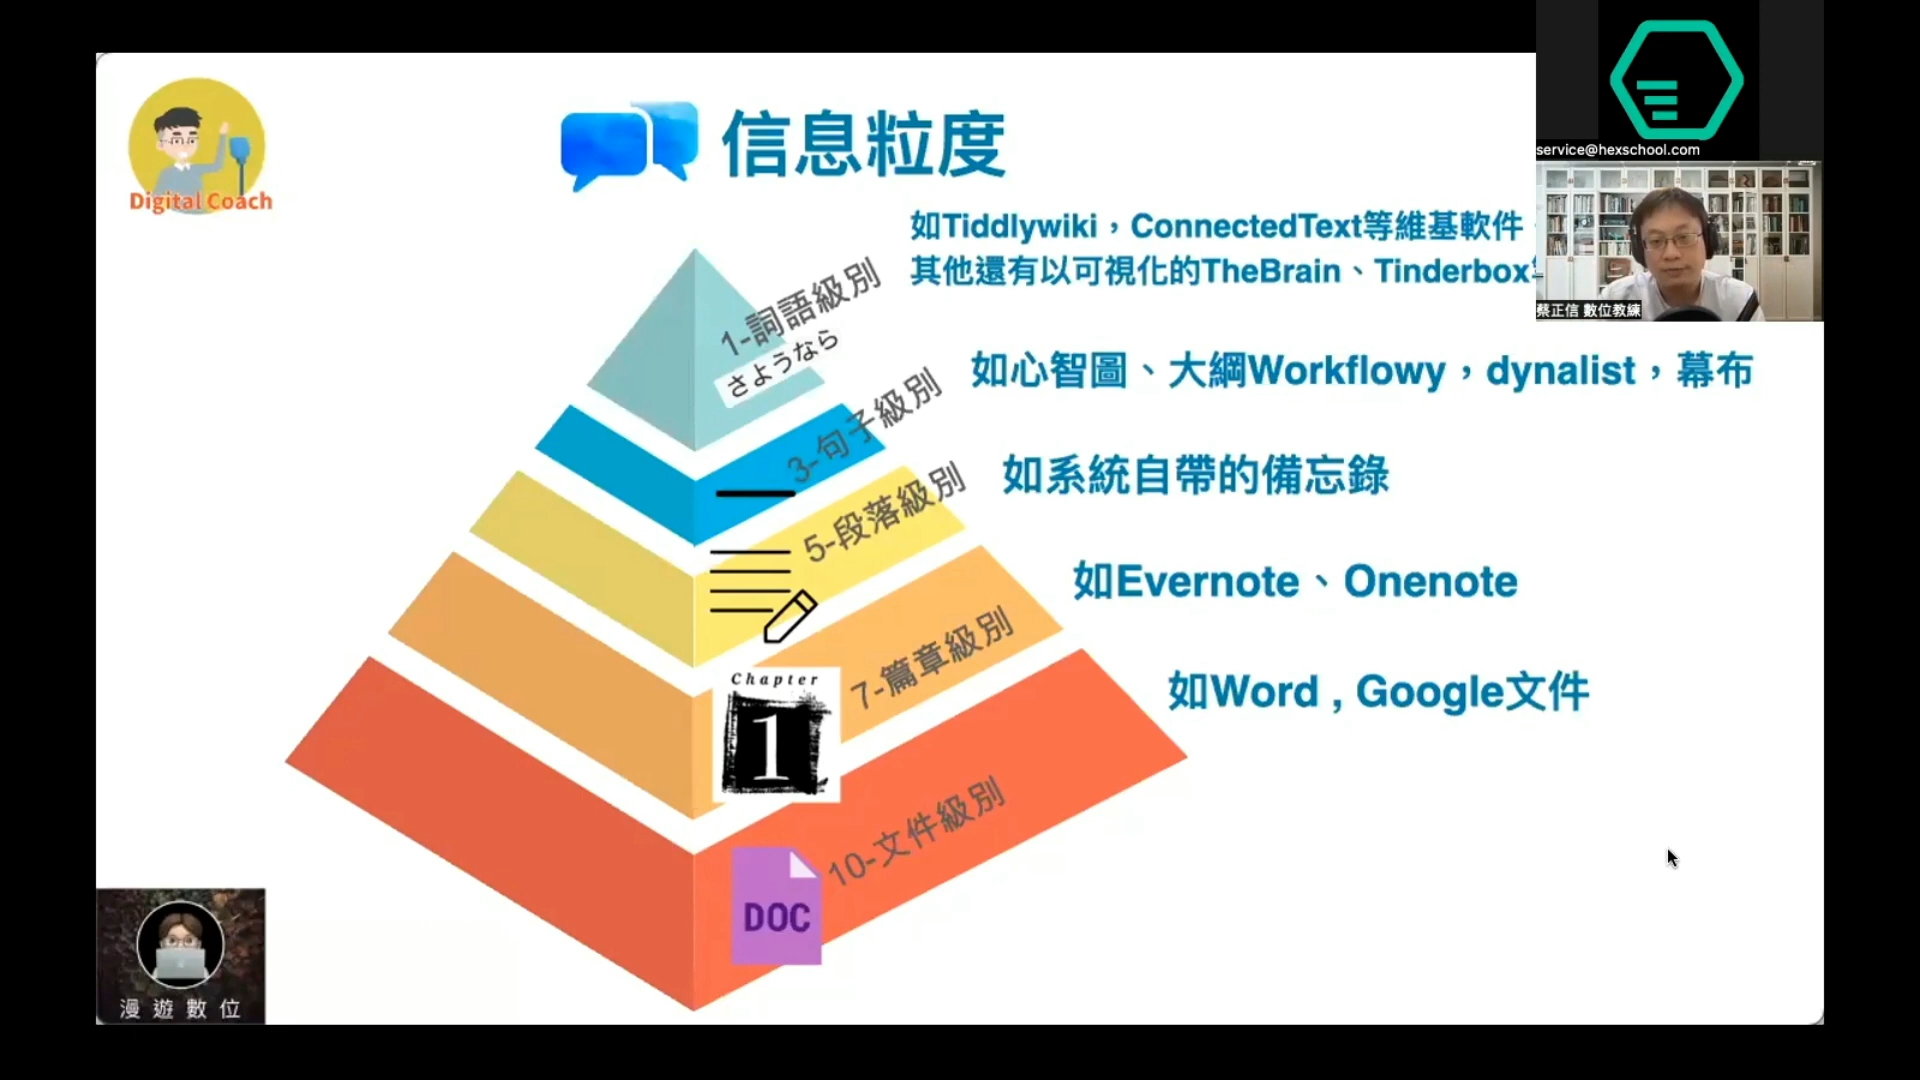 Digital Coach
信息粒度
service@hexschool.com
蔡正信 數位教練
如Tiddlywiki，ConnectedText等維基軟件
其他還有以可視化的TheBrain、Tinderbox
1-詞語級別
さようなら
如心智圖、大綱Workflowy，dynalist，幕布
3-句子級別
如系統自帶的備忘錄
5-段落級別
如Evernote、Onenote
7-篇章級別
Chapter
1
如Word , Google文件
10-文件級別
DOC
漫遊數位